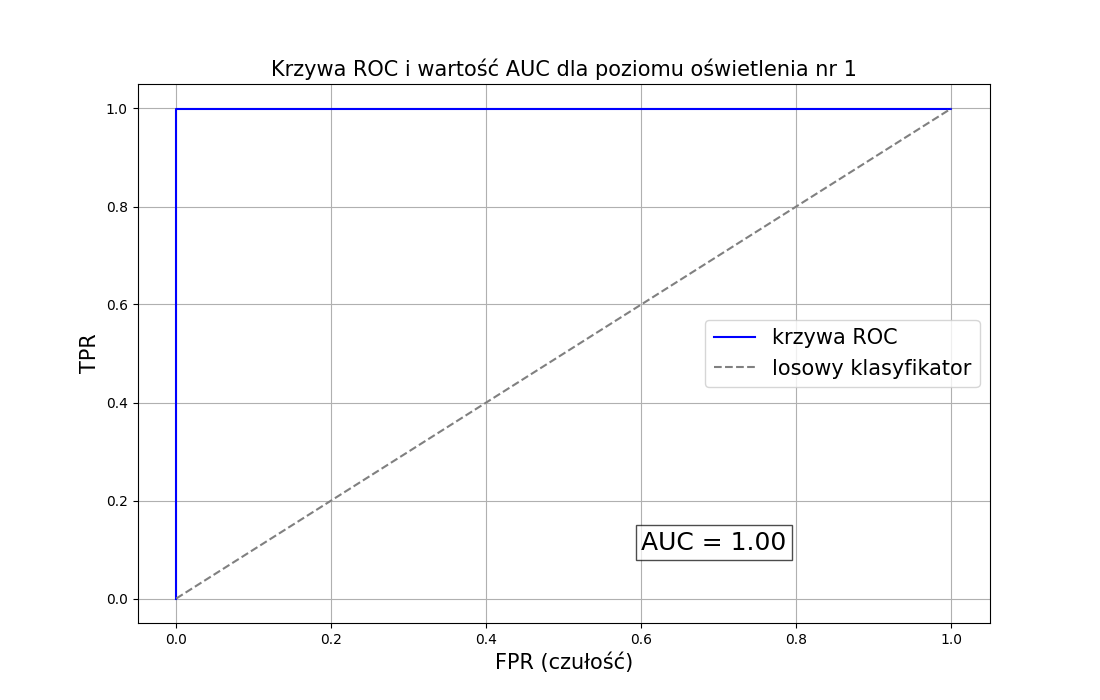 Krzywa ROC i wartość AUC dla poziomu oświetlenia nr 1
1.0
0.8
0.6
0.4
0.2
0.0
TPR
krzywa ROC
losowy klasyfikator
AUC = 1.00
0.0 0.2 0.4 0.6 0.8 1.0
FPR (czułość)